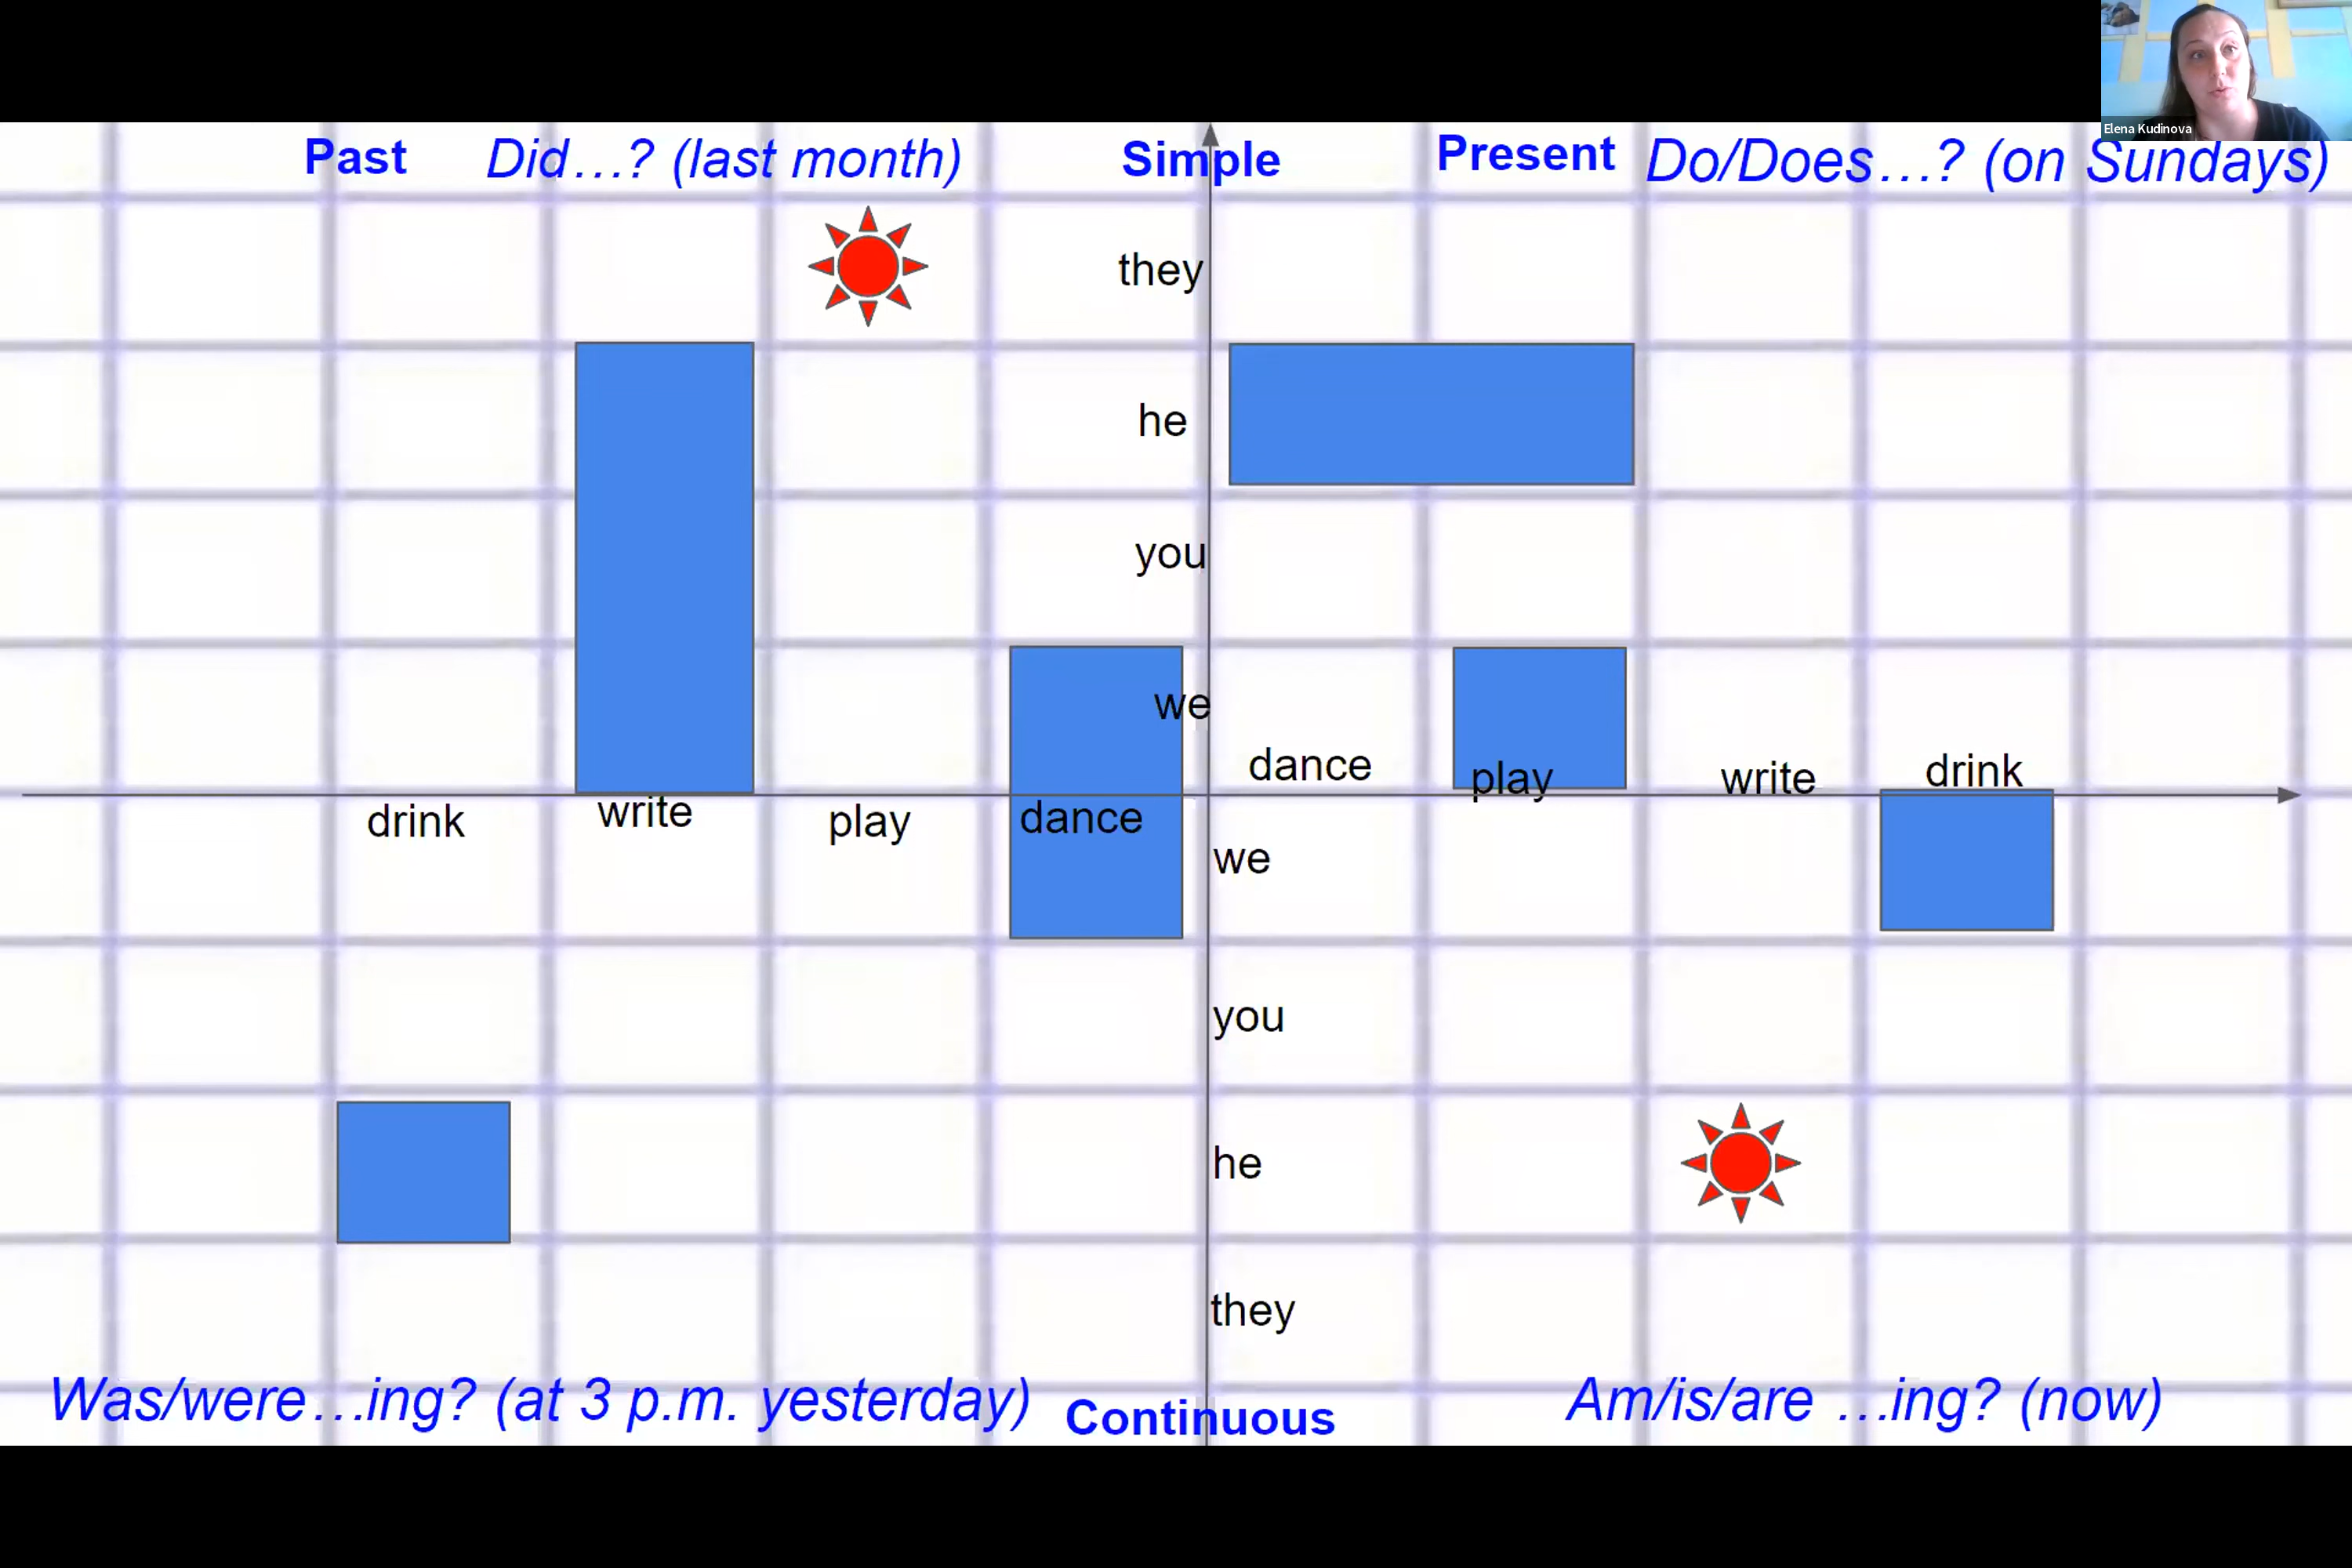 Elena Kudinova
Past Did…? (last month) Simple Present Do/Does…? (on Sundays)
they
he
you
we
dance play write drink
drink write play dance
we
you
he
they
Was/were…ing? (at 3 p.m. yesterday) Continuous Am/is/are …ing? (now)